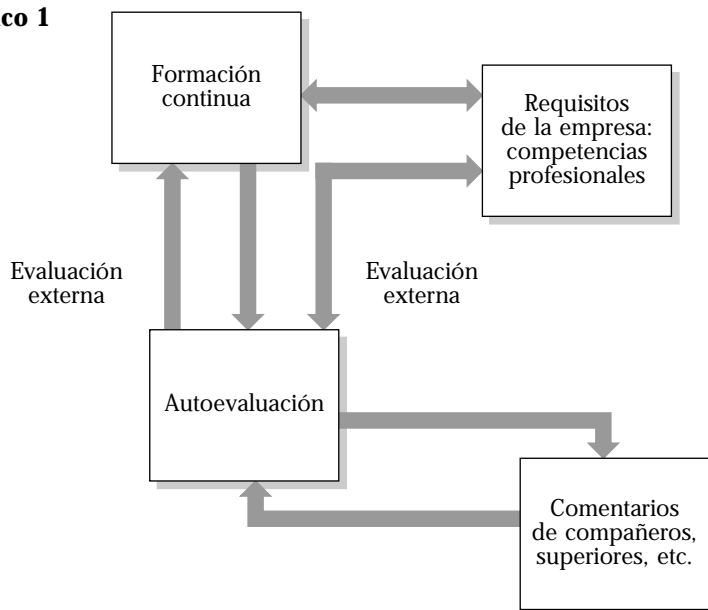 co 1
Formación
continua
Requisitos
de la empresa:
competencias
profesionales
Evaluación
externa
Evaluación
externa
Autoevaluación
Comentarios
de compañeros,
superiores, etc.